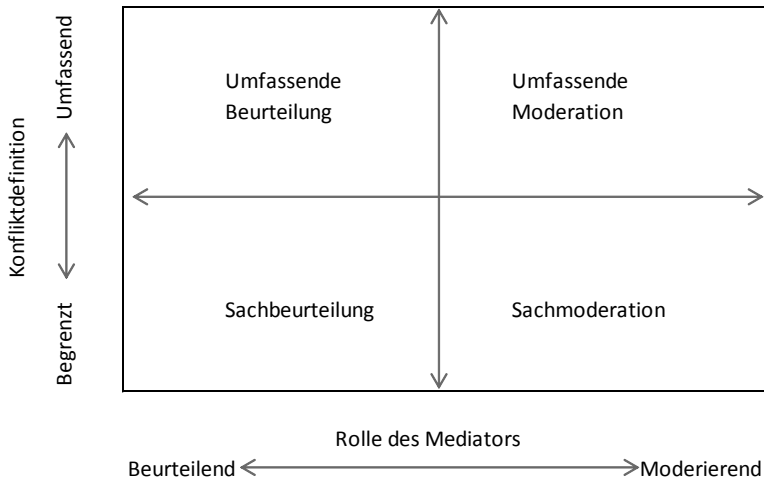 Konfliktdefinition
Umfassend
Begrenzt
Umfassende
Beurteilung
Umfassende
Moderation
Sachbeurteilung
Sachmoderation
Rolle des Mediators
Beurteilend
Moderierend